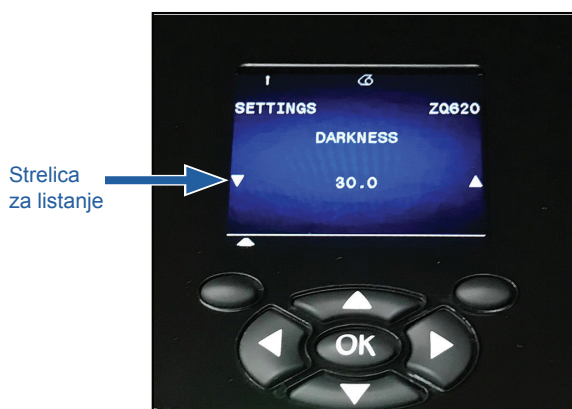 SETTINGS ZQ620
DARKNESS
Strelica
za listanje
30.0
OK